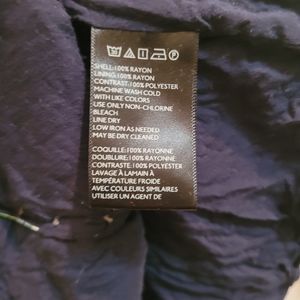 SHELL: 100% RAYON
LINING: 100% RAYON
CONTRAST: 100% POLYESTER
MACHINE WASH COLD
WITH LIKE COLORS
USE ONLY NON-CHLORINE
BLEACH
LINE DRY
LOW IRON AS NEEDED
MAY BE DRY CLEANED
COQUILLE: 100% RAYONNE
DOUBLURE: 100% RAYONNE
CONTRASTE: 100% POLYESTER
LAVAGE À LAMAIN À
TEMPÉRATURE FROIDE
AVEC COULEURS SIMILAIRES
UTILISER UN AGENT DE